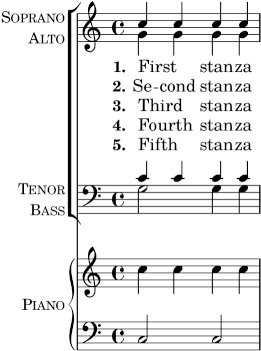 SOPRANO
ALTO
1. First stanza
2. Se-cond stanza
3. Third stanza
4. Fourth stanza
5. Fifth stanza
TENOR
BASS
PIANO